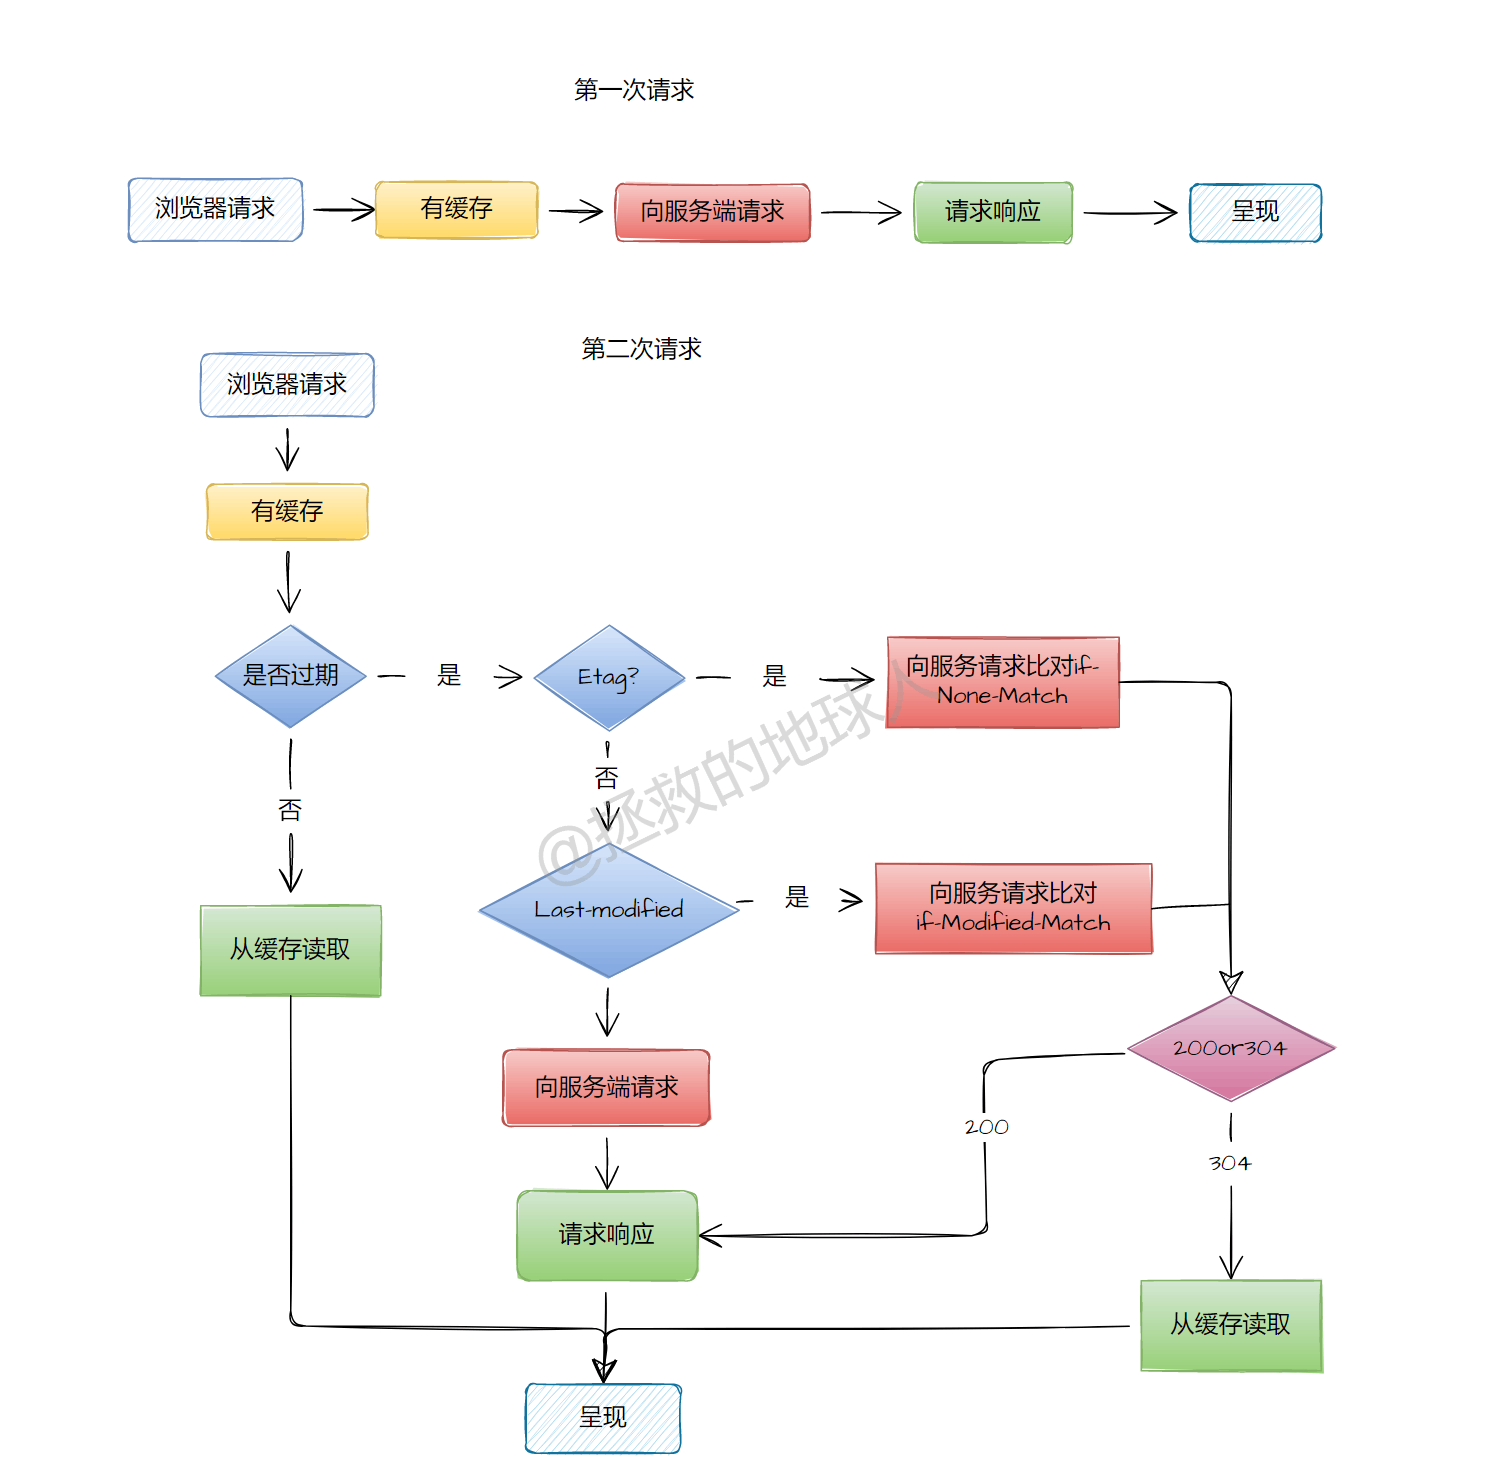 第一次请求
浏览器请求
有缓存
向服务端请求
请求响应
呈现
第二次请求
浏览器请求
有缓存
是否过期
是
Etag?
是
向服务请求比对if-
None-Match
否
否
@拯救的地球人
Last-modified
是
向服务请求比对
if-Modified-Match
从缓存读取
200or304
向服务端请求
200
304
请求响应
从缓存读取
呈现